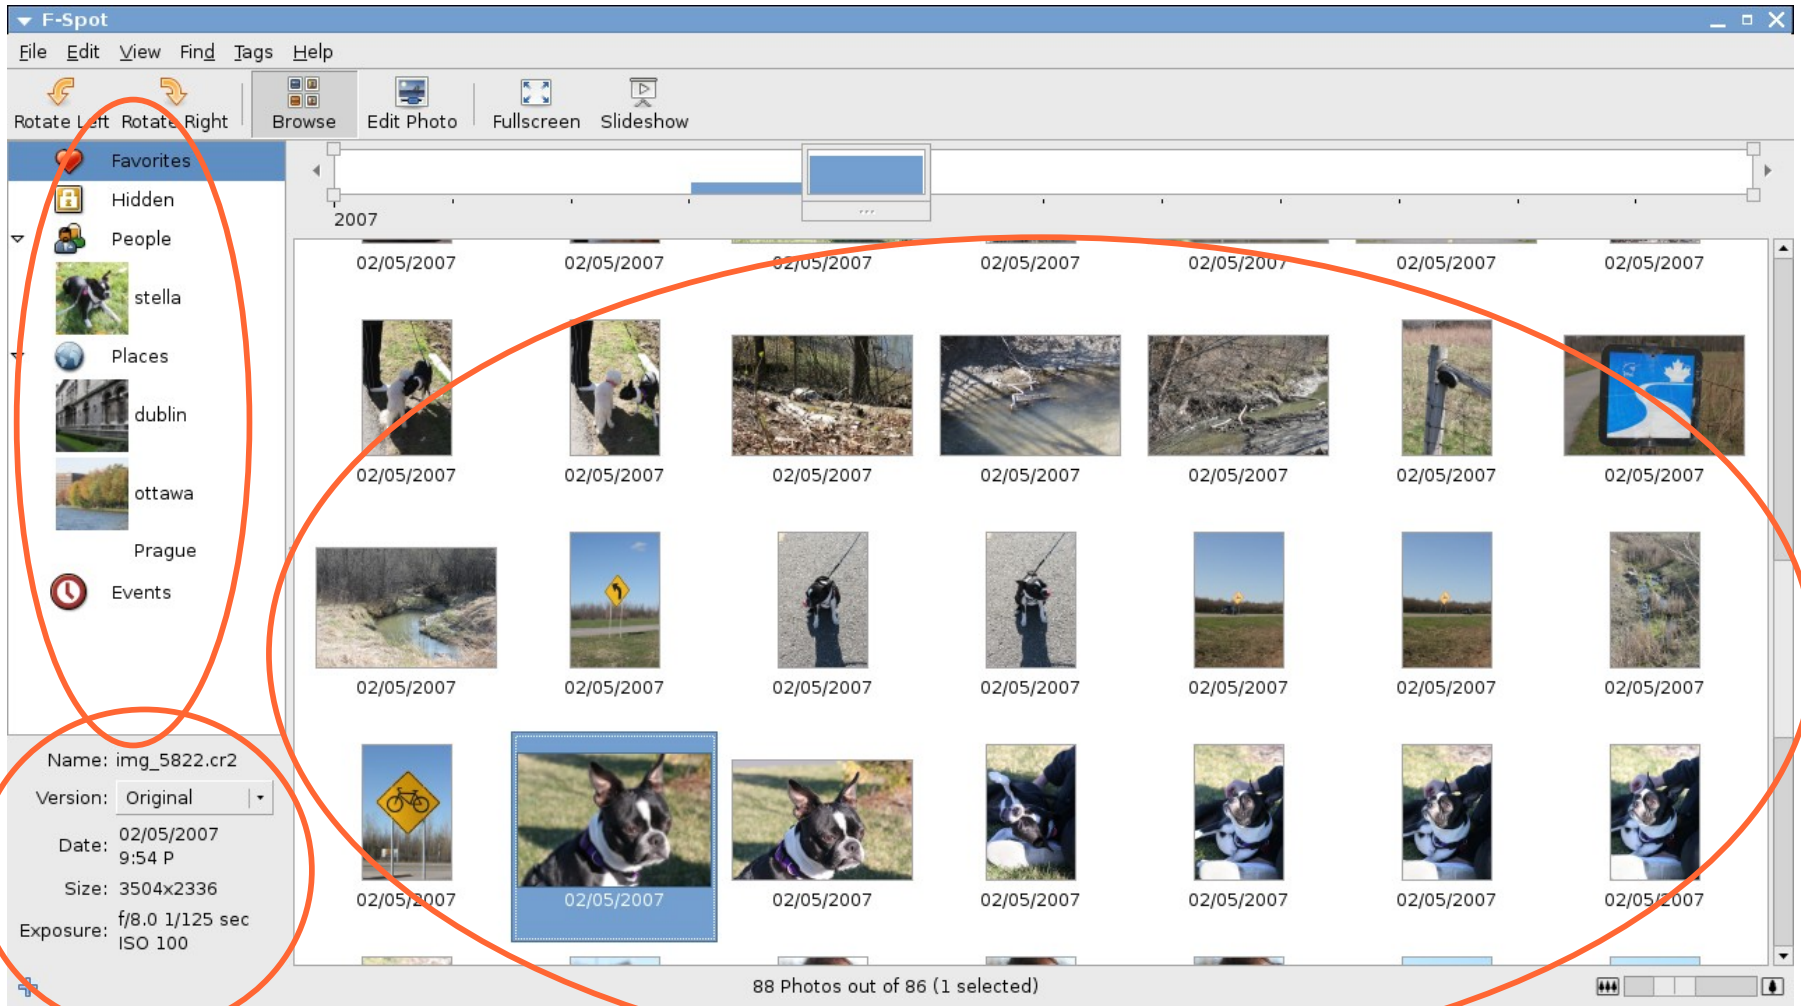 F-Spot
File Edit View Find Tags Help
Rotate Left Rotate Right Browse Edit Photo Fullscreen Slideshow
Favorites
Hidden
People
stella
Places
dublin
ottawa
Prague
Events
Name: img_5822.cr2
Version: Original
Date: 02/05/2007
9:54 P
Size: 3504x2336
Exposure: f/8.0 1/125 sec
ISO 100
2007
02/05/2007 02/05/2007 02/05/2007 02/05/2007 02/05/2007 02/05/2007 02/05/2007
02/05/2007 02/05/2007 02/05/2007 02/05/2007 02/05/2007 02/05/2007 02/05/2007
02/05/2007 02/05/2007 02/05/2007 02/05/2007 02/05/2007 02/05/2007 02/05/2007
02/05/2007 02/05/2007 02/05/2007 02/05/2007 02/05/2007 02/05/2007 02/05/2007
88 Photos out of 86 (1 selected)